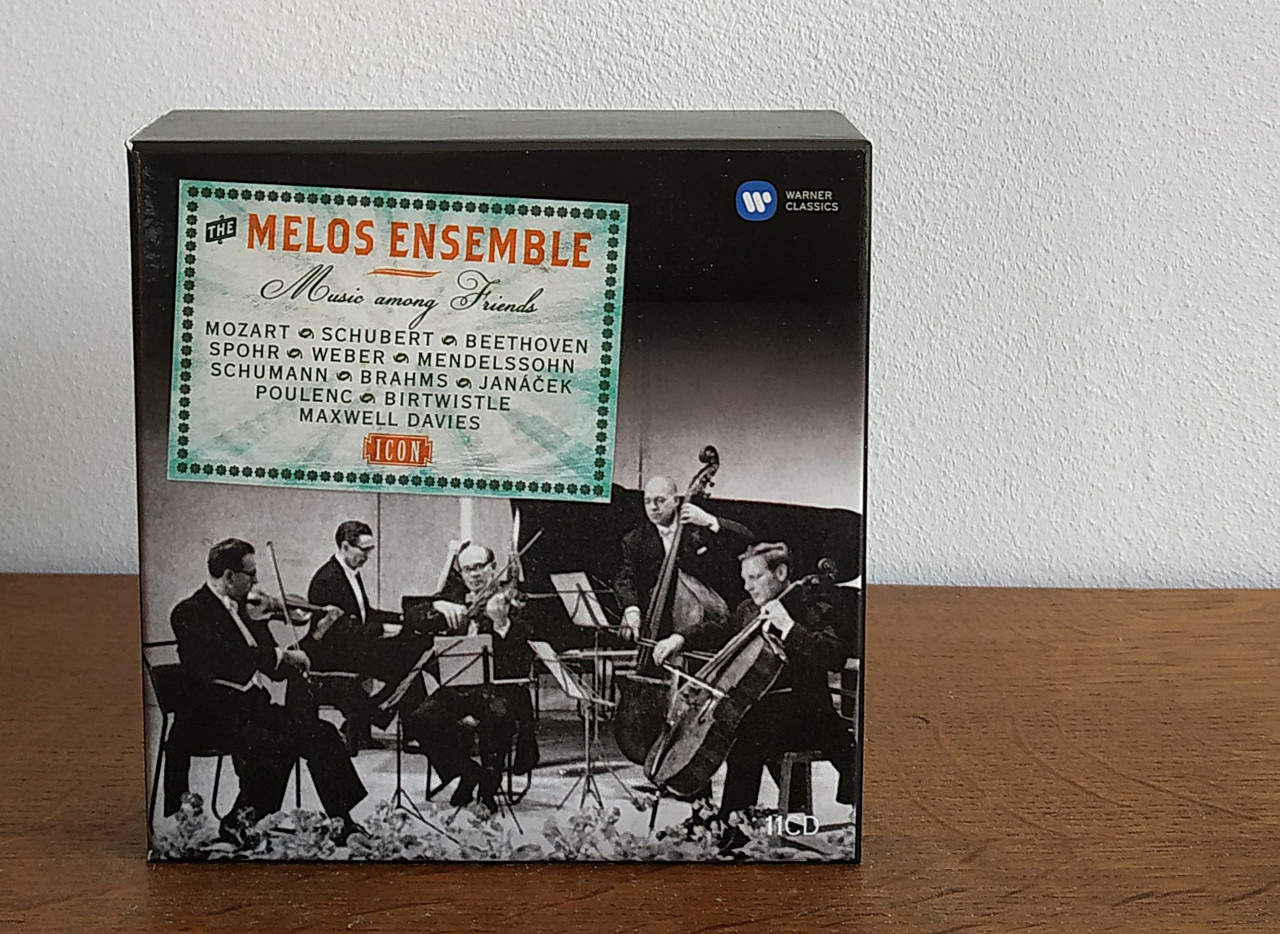 THE MELOS ENSEMBLE
Music among Friends
MOZART SCHUBERT BEETHOVEN
SPOHR WEBER MENDELSSOHN
SCHUMANN BRAHMS JANÁČEK
POULENC BIRTWISTLE
MAXWELL DAVIES
ICON
WARNER
CLASSICS
11CD